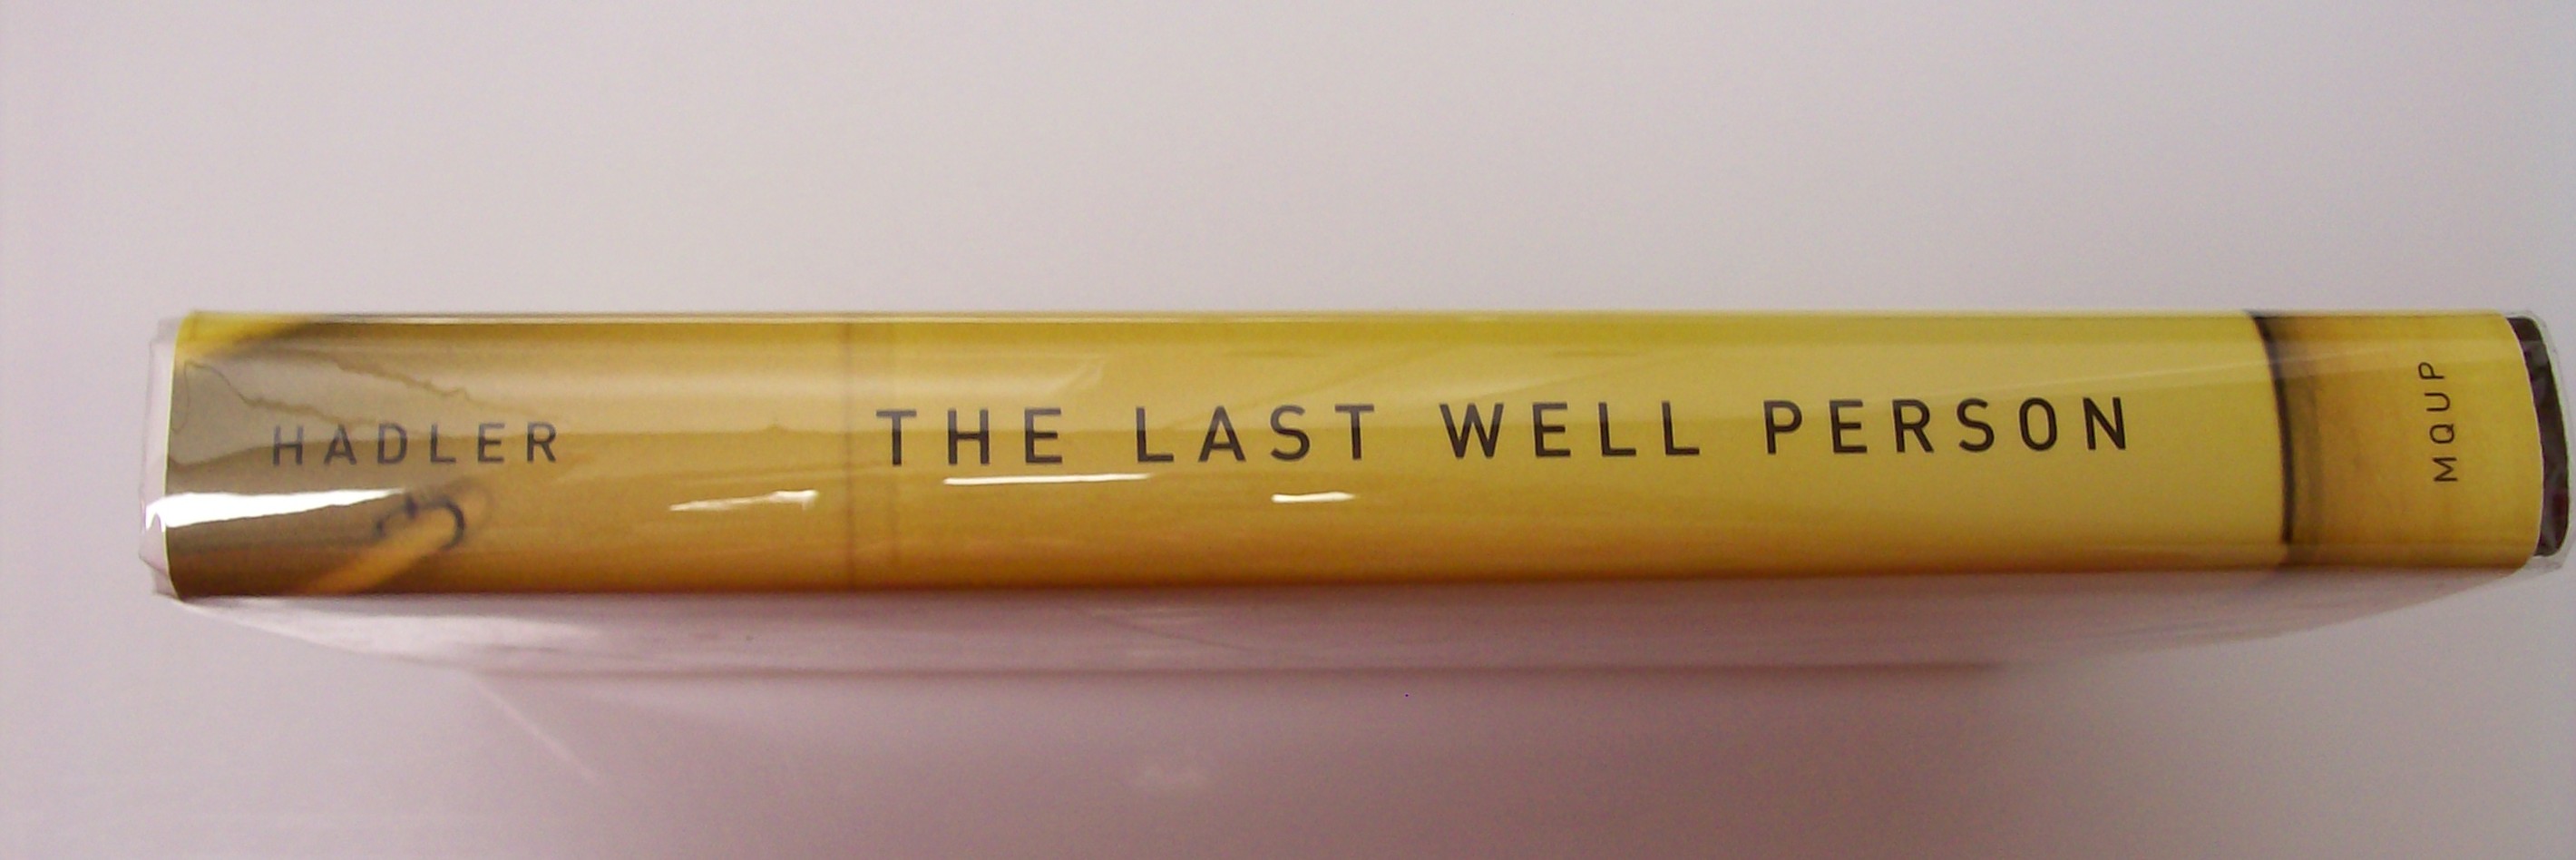 HADLER
THE LAST WELL PERSON
MQUP